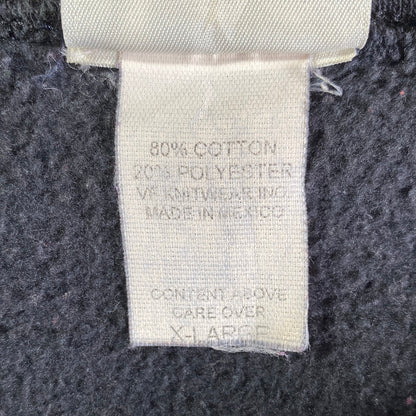 80% COTTON
20% POLYESTER
VF KNITWEAR INC
MADE IN MEXICO
CONTENT ABOVE
CARE OVER
X-LARGE